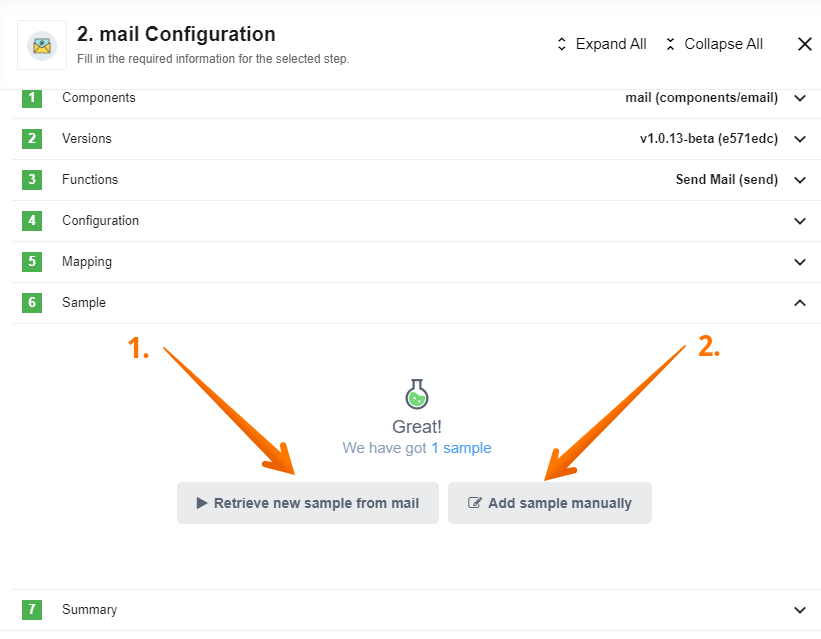 2. mail Configuration
Fill in the required information for the selected step.
Expand All
Collapse All
1 Components mail (components/email)
2 Versions v1.0.13-beta (e571edc)
3 Functions Send Mail (send)
4 Configuration
5 Mapping
6 Sample
1. 2.
Great!
We have got 1 sample
Retrieve new sample from mail
Add sample manually
7 Summary